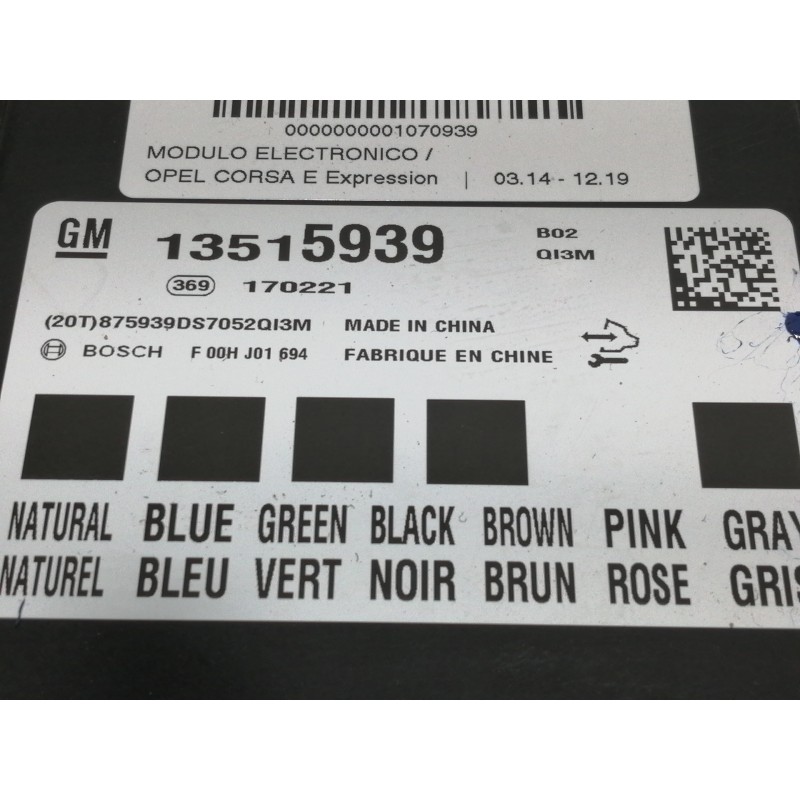 0000000001070939
MODULO ELECTRONICO /
OPEL CORSA E Expression | 03.14 - 12.19
GM 13515939 B02
QI3M
369 170221
(20T)875939DS7052QI3M MADE IN CHINA
BOSCH F 00H J01 694 FABRIQUE EN CHINE
NATURAL BLUE GREEN BLACK BROWN PINK GRAY
NATUREL BLEU VERT NOIR BRUN ROSE GRIS